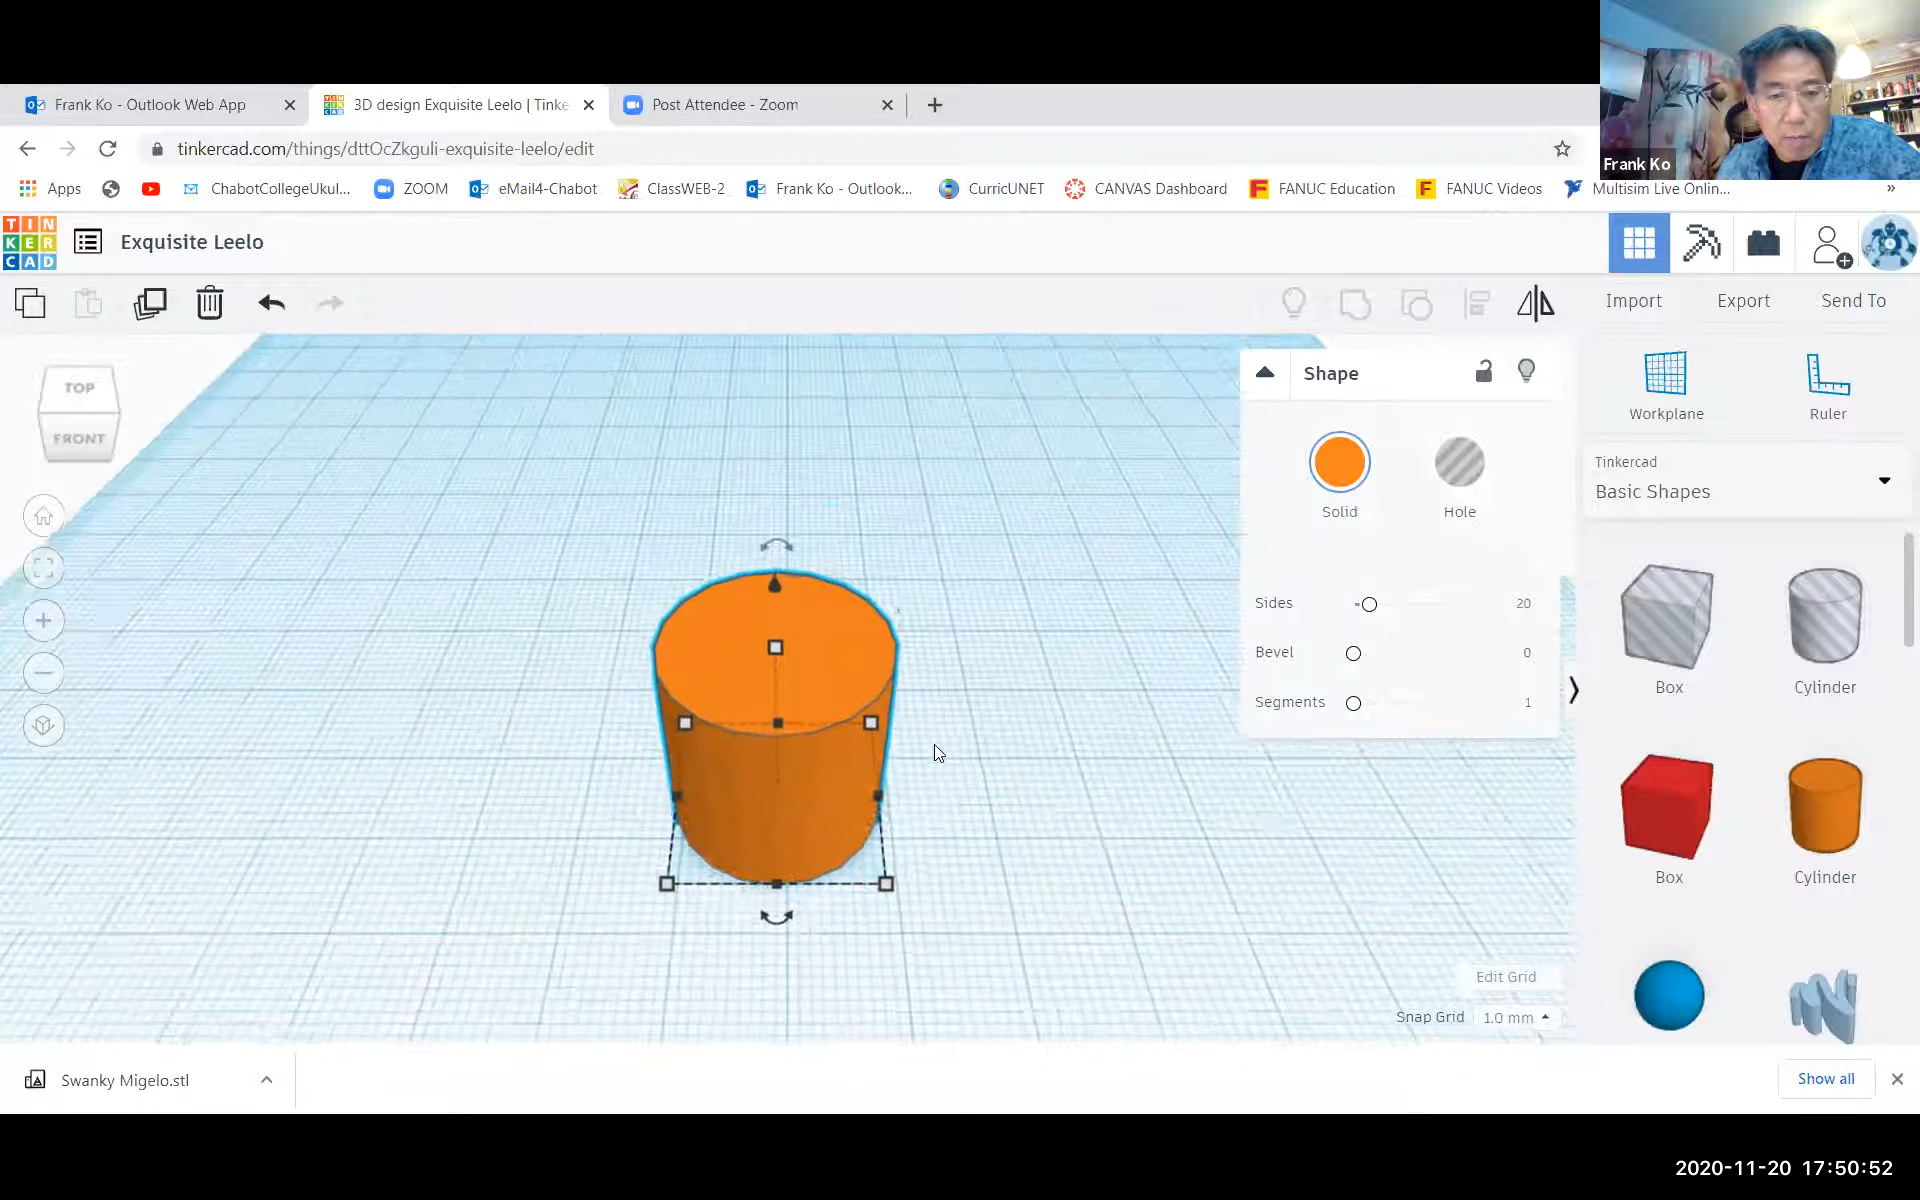 Frank Ko - Outlook Web App
3D design Exquisite Leelo | Tinke
Post Attendee - Zoom
tinkercad.com/things/dttOcZkguli-exquisite-leelo/edit
Frank Ko
Apps
ChabotCollegeUkul...
ZOOM
eMail4-Chabot
ClassWEB-2
Frank Ko - Outlook...
CurricUNET
CANVAS Dashboard
FANUC Education
FANUC Videos
Multisim Live Onlin...
»
TIN
KER
CAD
Exquisite Leelo
Import
Export
Send To
TOP
FRONT
Shape
Solid
Hole
Sides 20
Bevel 0
Segments 1
Workplane
Ruler
Tinkercad
Basic Shapes
Box
Cylinder
Box
Cylinder
Edit Grid
Snap Grid 1.0 mm
Swanky Migelo.stl
Show all
2020-11-20 17:50:52